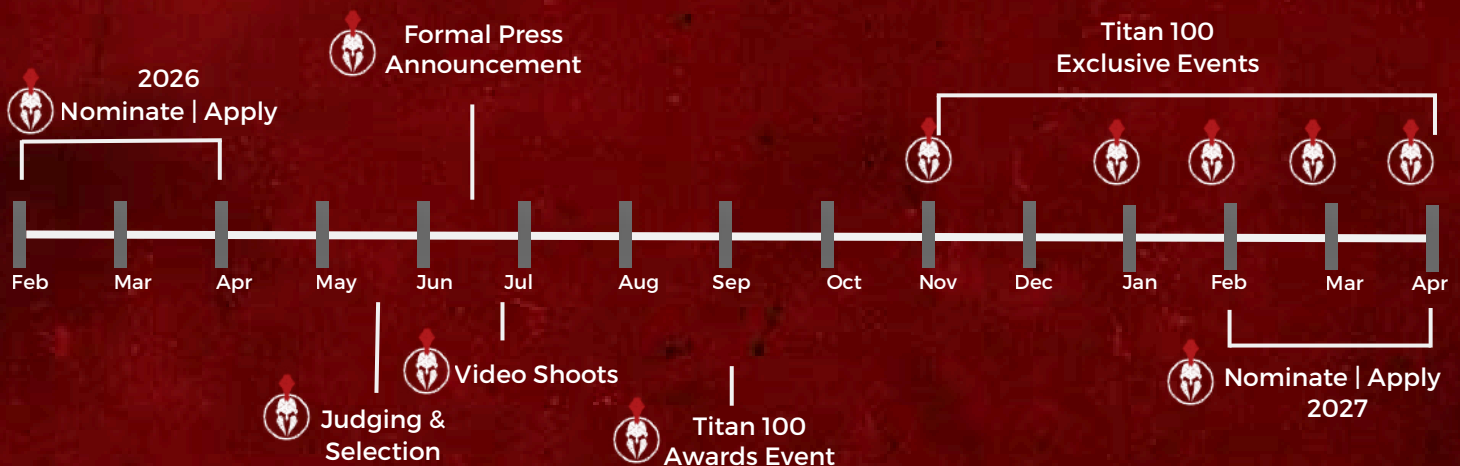 Formal Press
Announcement
Titan 100
Exclusive Events
2026
Nominate | Apply
Feb
Mar
Apr
May
Jun
Jul
Aug
Sep
Oct
Nov
Dec
Jan
Feb
Mar
Apr
Video Shoots
Judging &
Selection
Titan 100
Awards Event
Nominate | Apply
2027